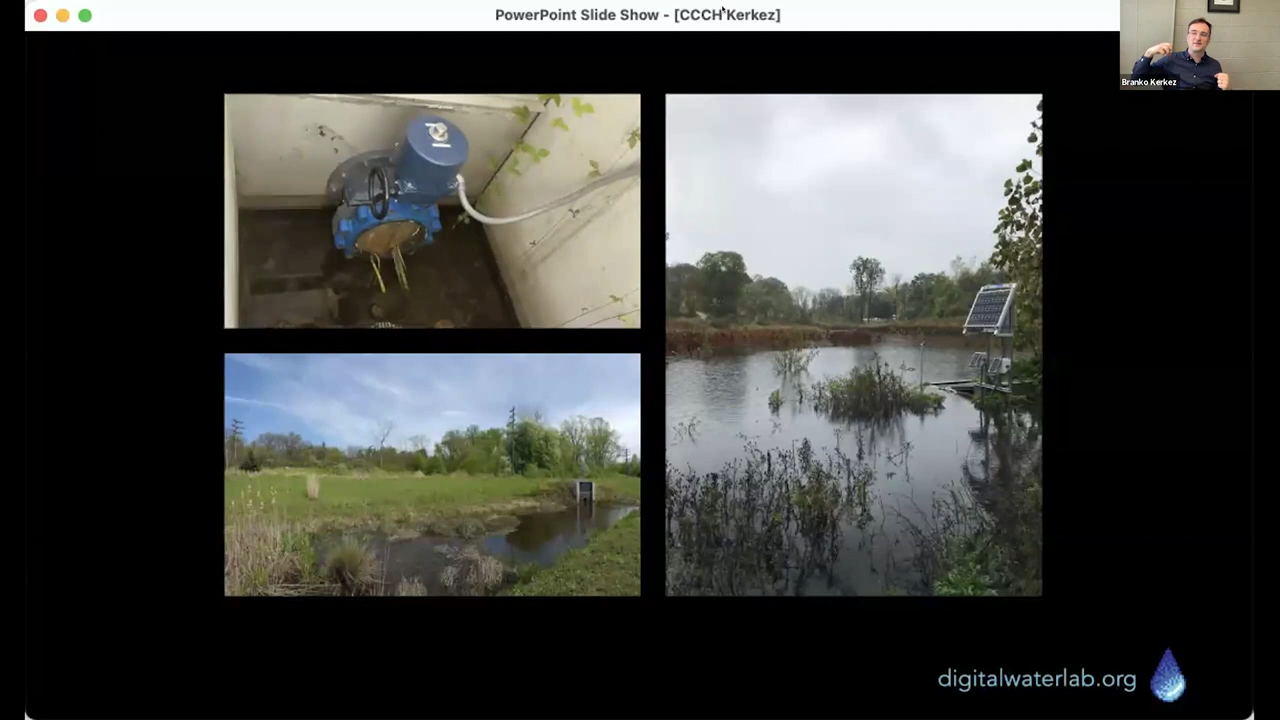 PowerPoint Slide Show - [CCCH Kerkez]
Branko Kerkez
digitalwaterlab.org